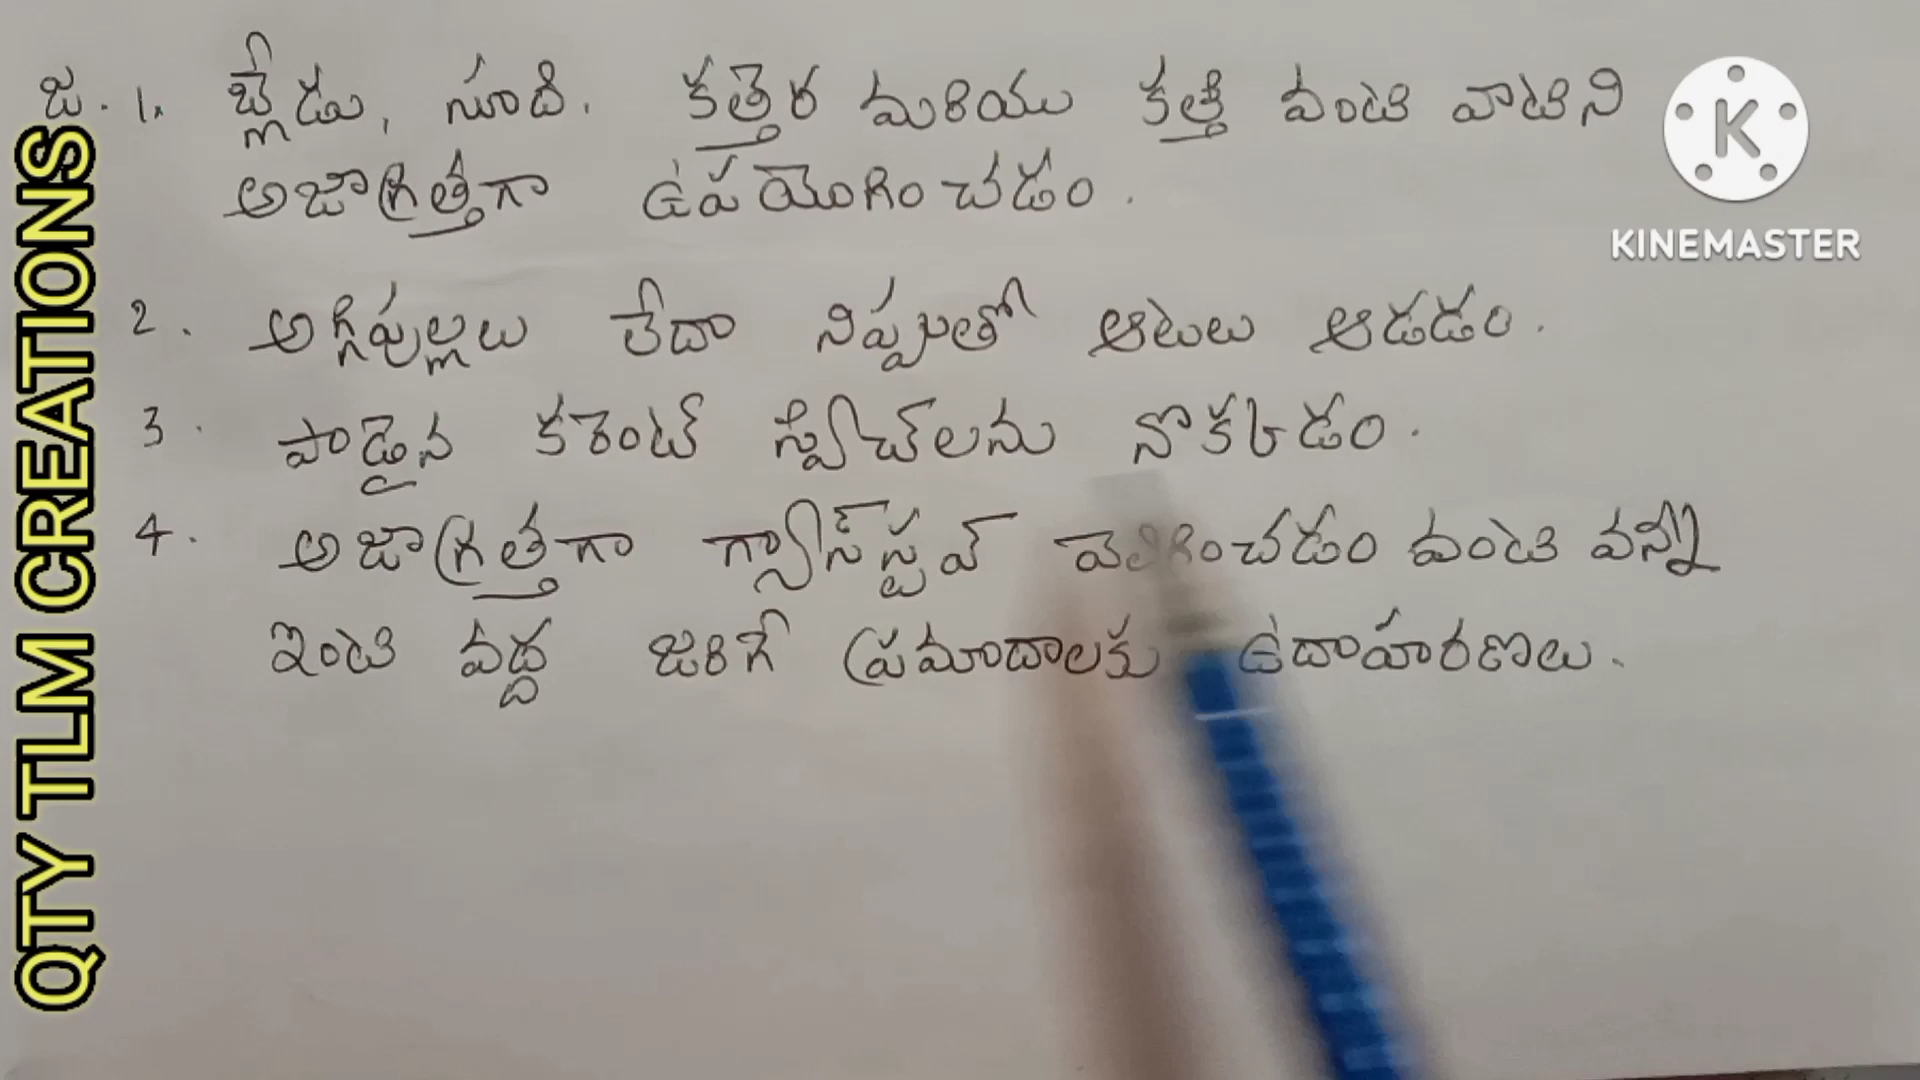 జ. 1. బ్లేడు, సూది. కత్తెర మరియు కత్తి వంటి వాటిని
అజాగ్రత్తగా ఉపయోగించడం.
2. అగ్గిపుల్లలు లేదా నిప్పుతో ఆటలు ఆడడం.
3. పాడైన కరెంట్ స్వీచ్‌లను నొకడం.
4. అజాగ్రత్తగా గ్యాస్‌స్టవ్ వెలిగించడం వంటి వన్నీ
ఇంటి వద్ద జరిగే ప్రమాదాలకు ఉదాహరణలు.
QTY TLM CREATIONS
K
KINEMASTER